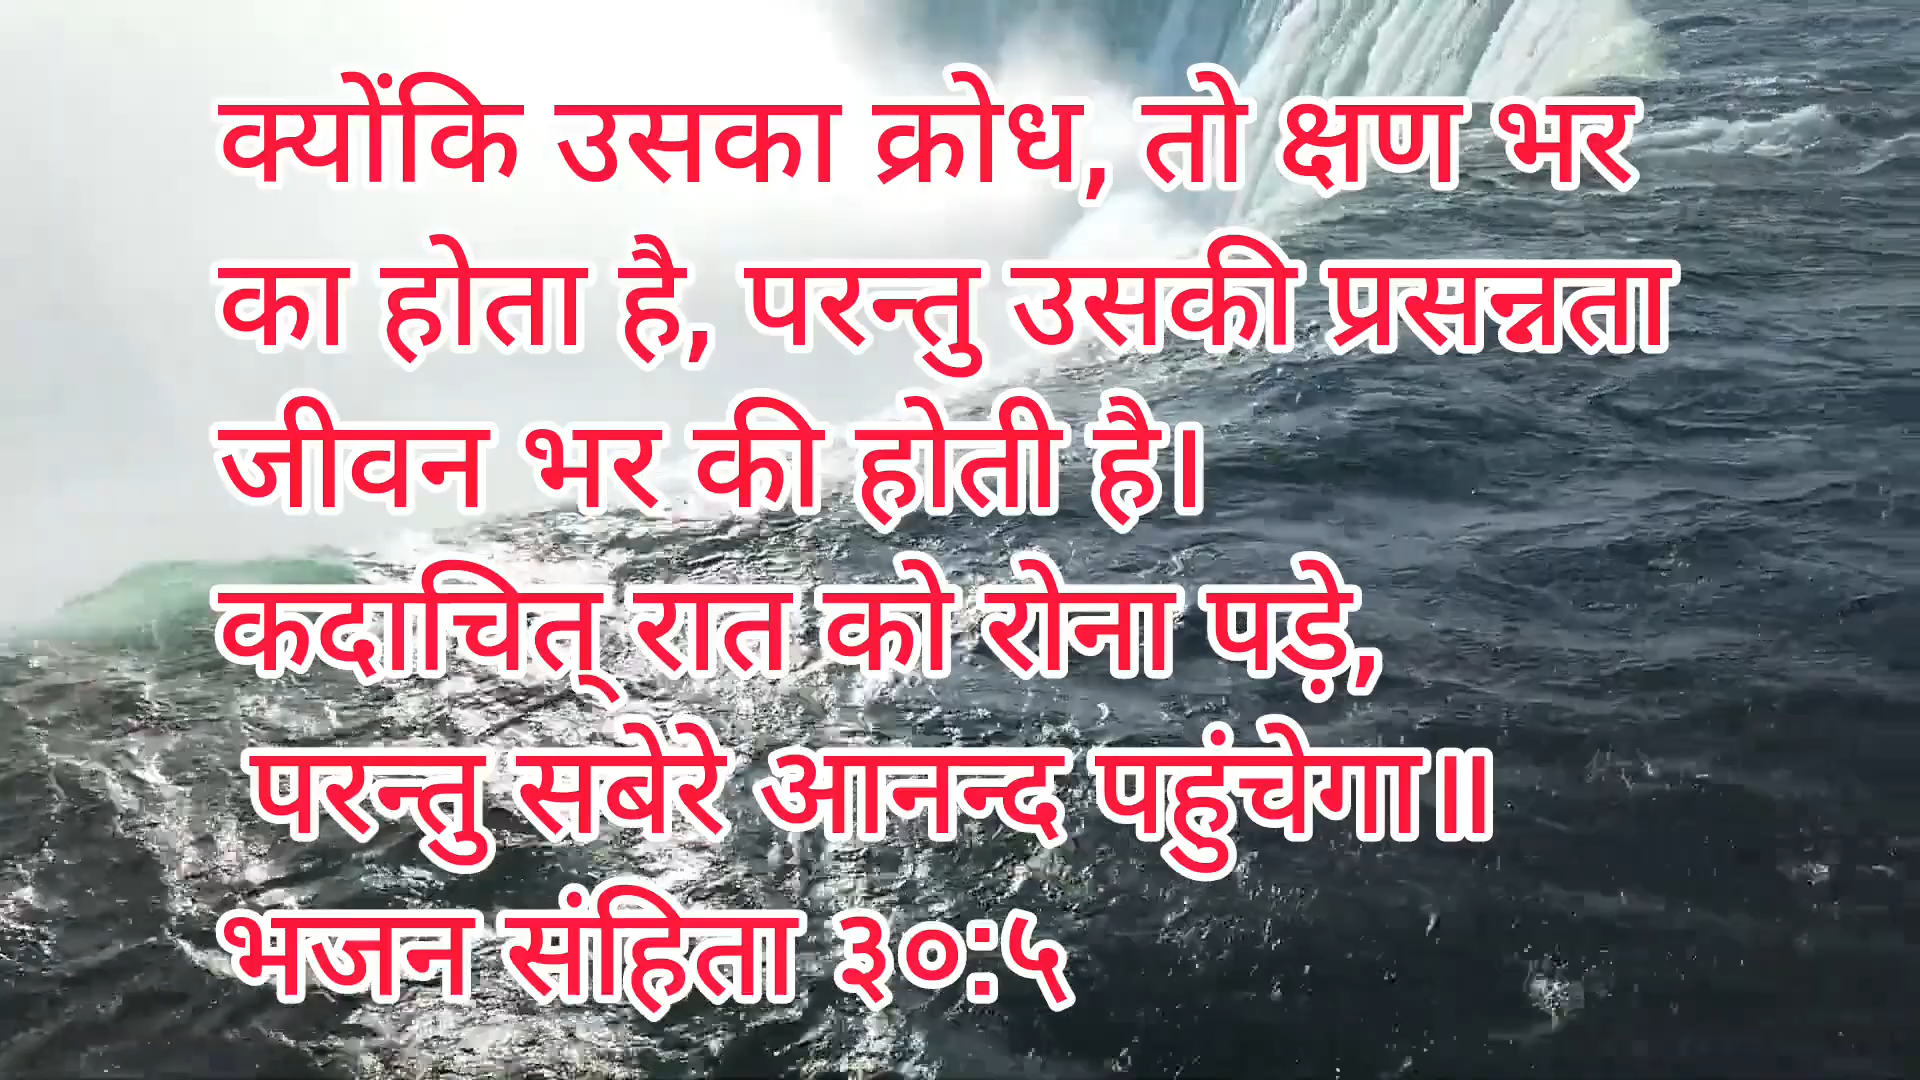 क्योंकि उसका क्रोध, तो क्षण भर
का होता है, परन्तु उसकी प्रसन्नता
जीवन भर की होती है।
कदाचित् रात को रोना पड़े,
परन्तु सबेरे आनन्द पहुंचेगा॥
भजन संहिता ३०:५